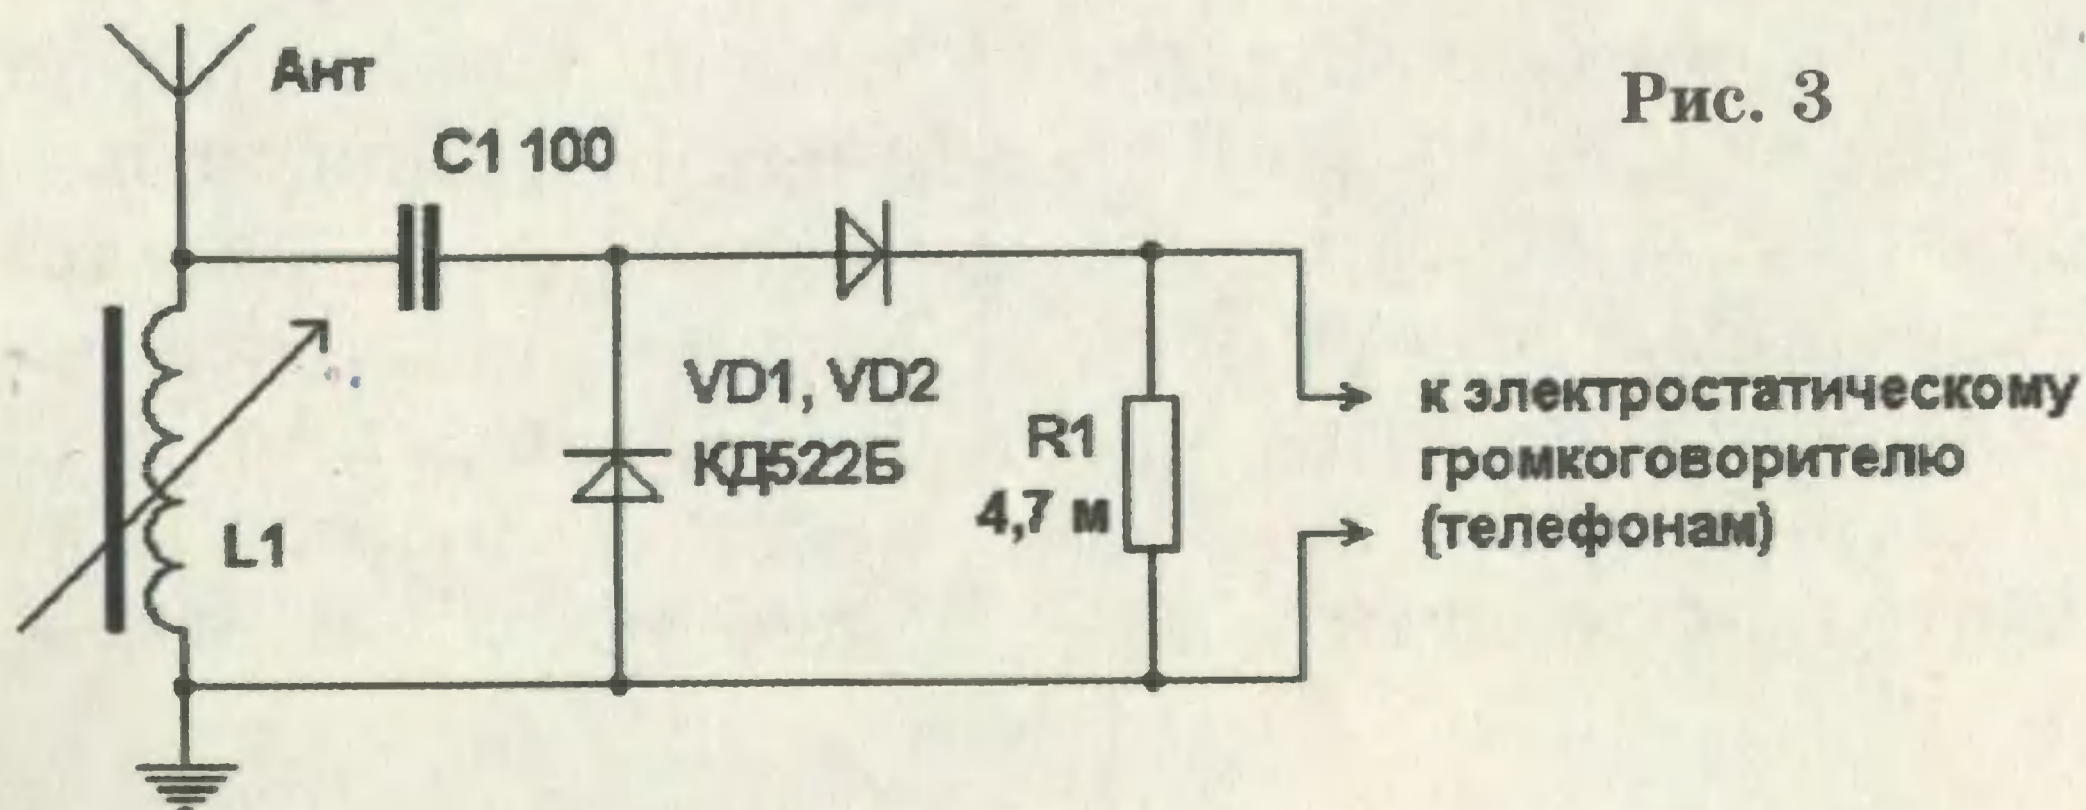 Ант
Рис. 3
C1 100
VD1, VD2
КД522Б
R1
4,7 м
L1
к электростатическому
громкоговорителю
(телефонам)